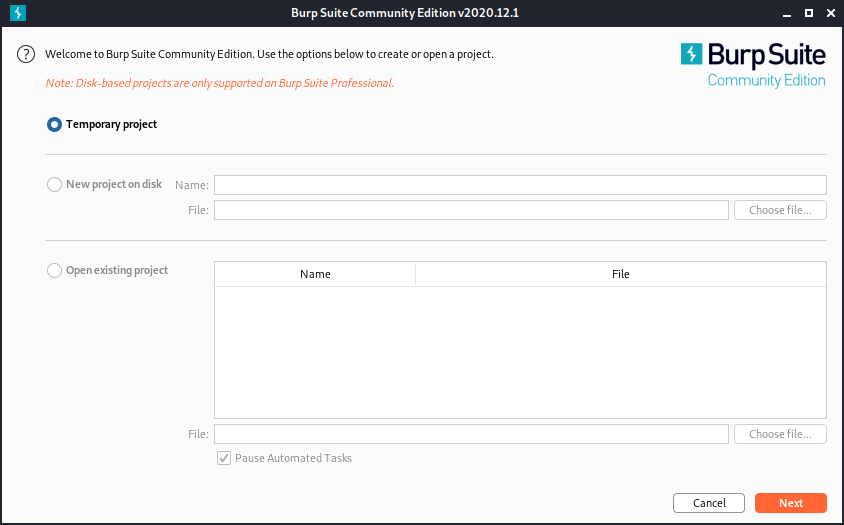 Burp Suite Community Edition v2020.12.1
? Welcome to Burp Suite Community Edition. Use the options below to create or open a project.
Note: Disk-based projects are only supported on Burp Suite Professional.
Burp Suite
Community Edition
Temporary project
New project on disk Name:
File: Choose file...
Open existing project Name File
File: Choose file...
Pause Automated Tasks
Cancel Next